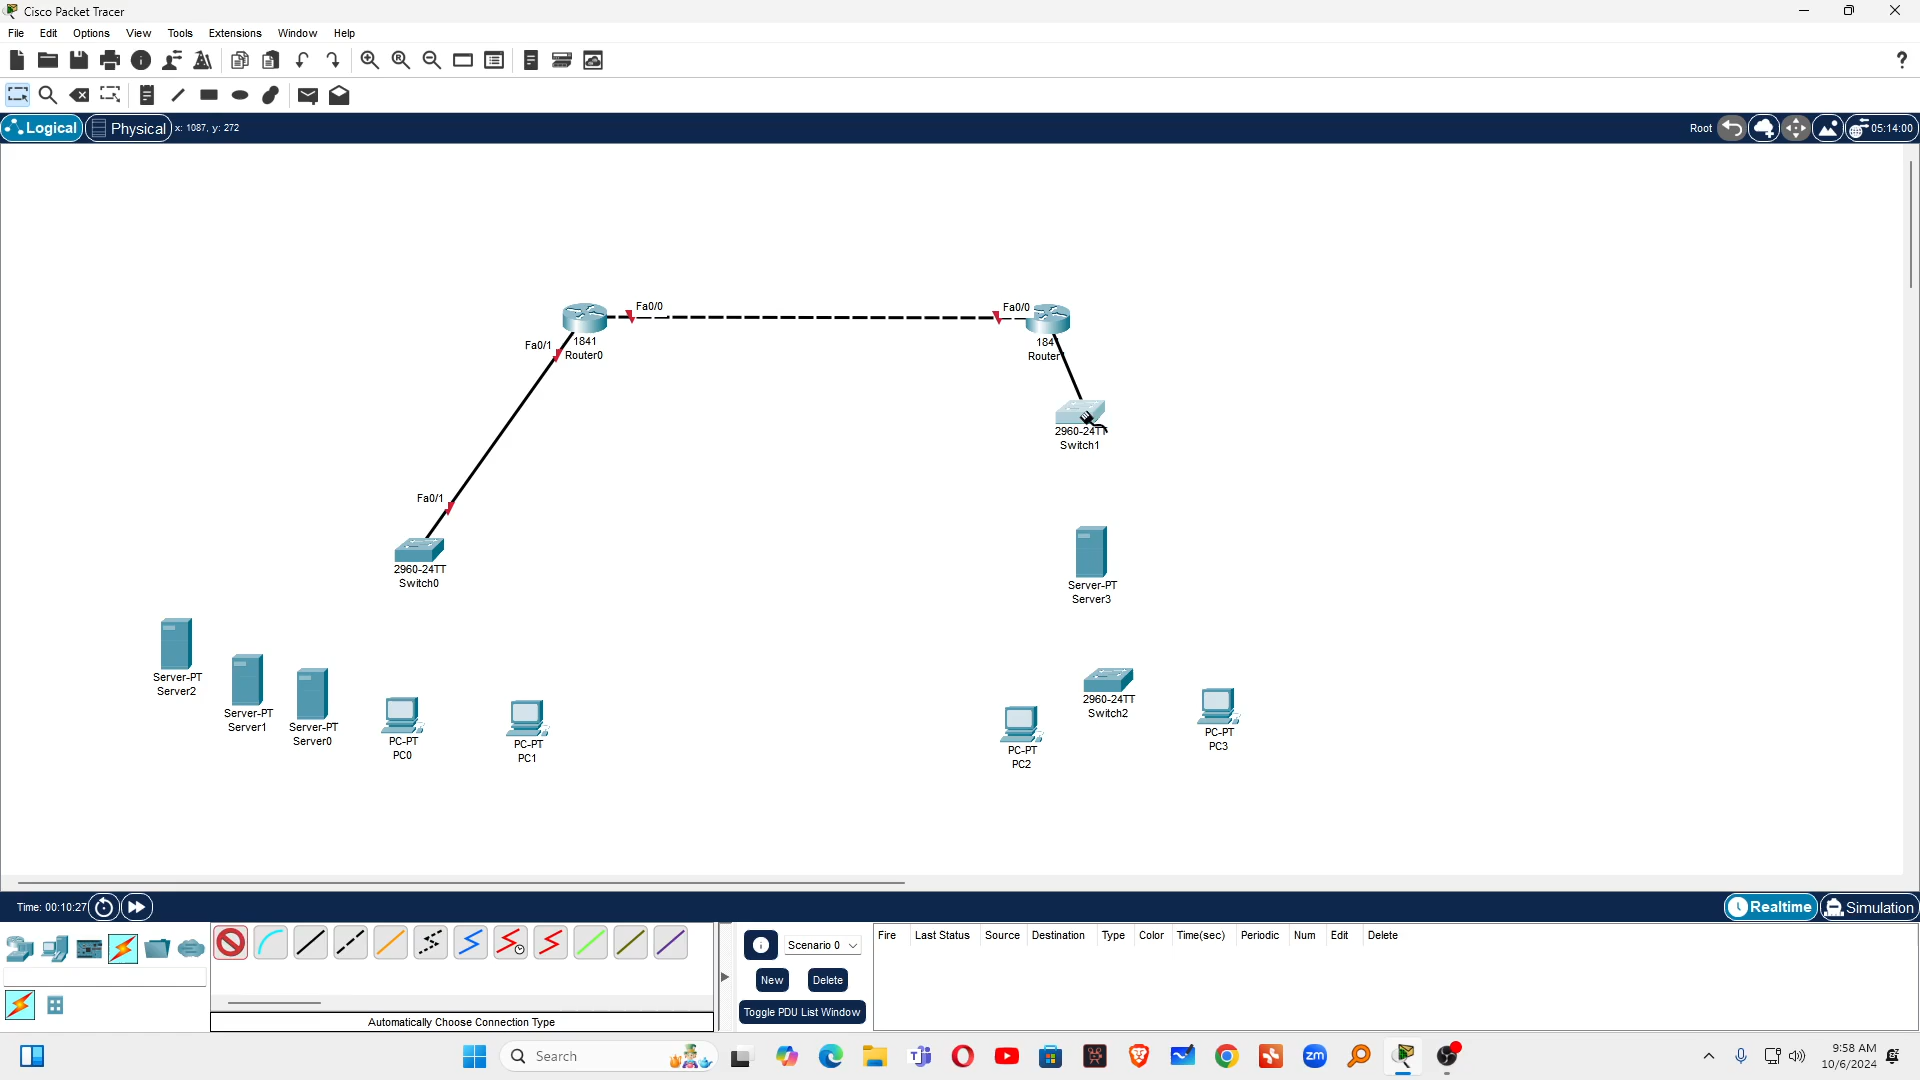 Cisco Packet Tracer
File Edit Options View Tools Extensions Window Help
?
Logical Physical x: 1087, y: 272 Root 05:14:00
Fa0/0
Fa0/0
Fa0/1
1841
Router0
184
Router
2960-24TT
Switch1
Fa0/1
2960-24TT
Switch0
Server-PT
Server3
Server-PT
Server2
Server-PT
Server1
Server-PT
Server0
PC-PT
PC0
PC-PT
PC1
2960-24TT
Switch2
PC-PT
PC2
PC-PT
PC3
Time: 00:10:27
Realtime Simulation
Scenario 0
New Delete
Toggle PDU List Window
Fire Last Status Source Destination Type Color Time(sec) Periodic Num Edit Delete
Automatically Choose Connection Type
Search
zm
9:58 AM
10/6/2024